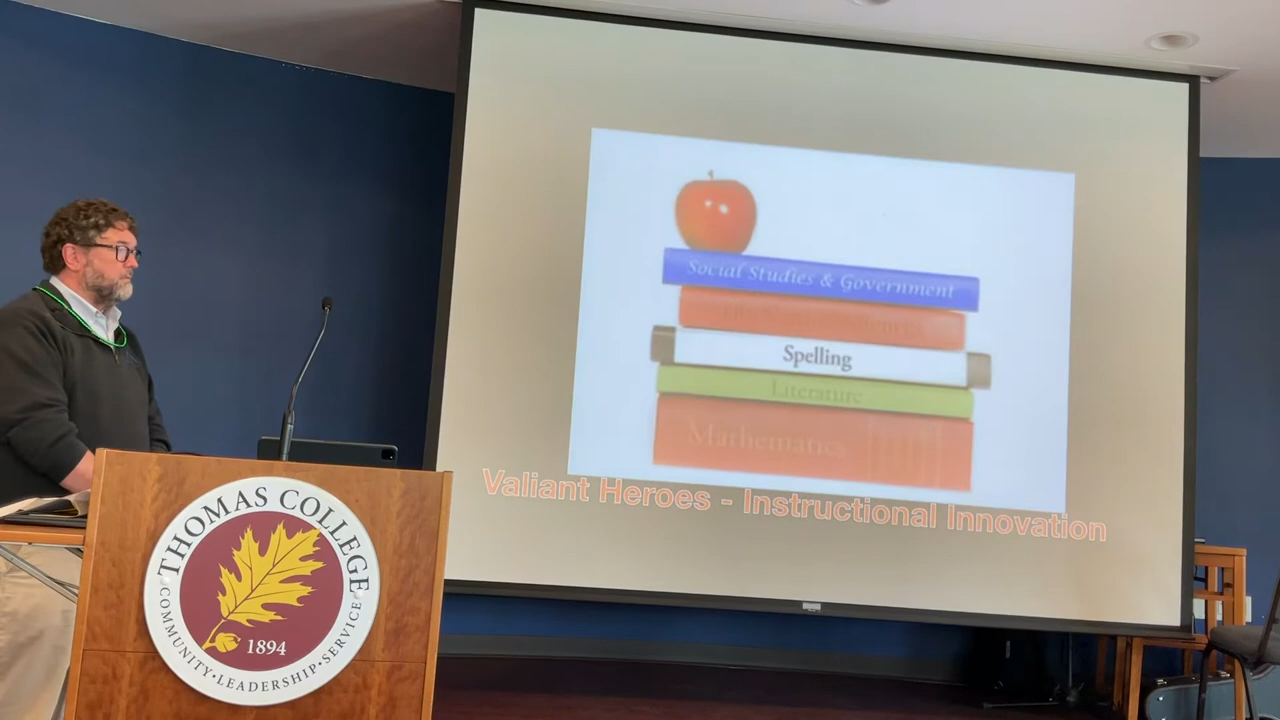 Social Studies & Government
Spelling
Literature
Mathematics
Valiant Heroes - Instructional Innovation
THOMAS COLLEGE
1894
COMMUNITY•LEADERSHIP•SERVICE